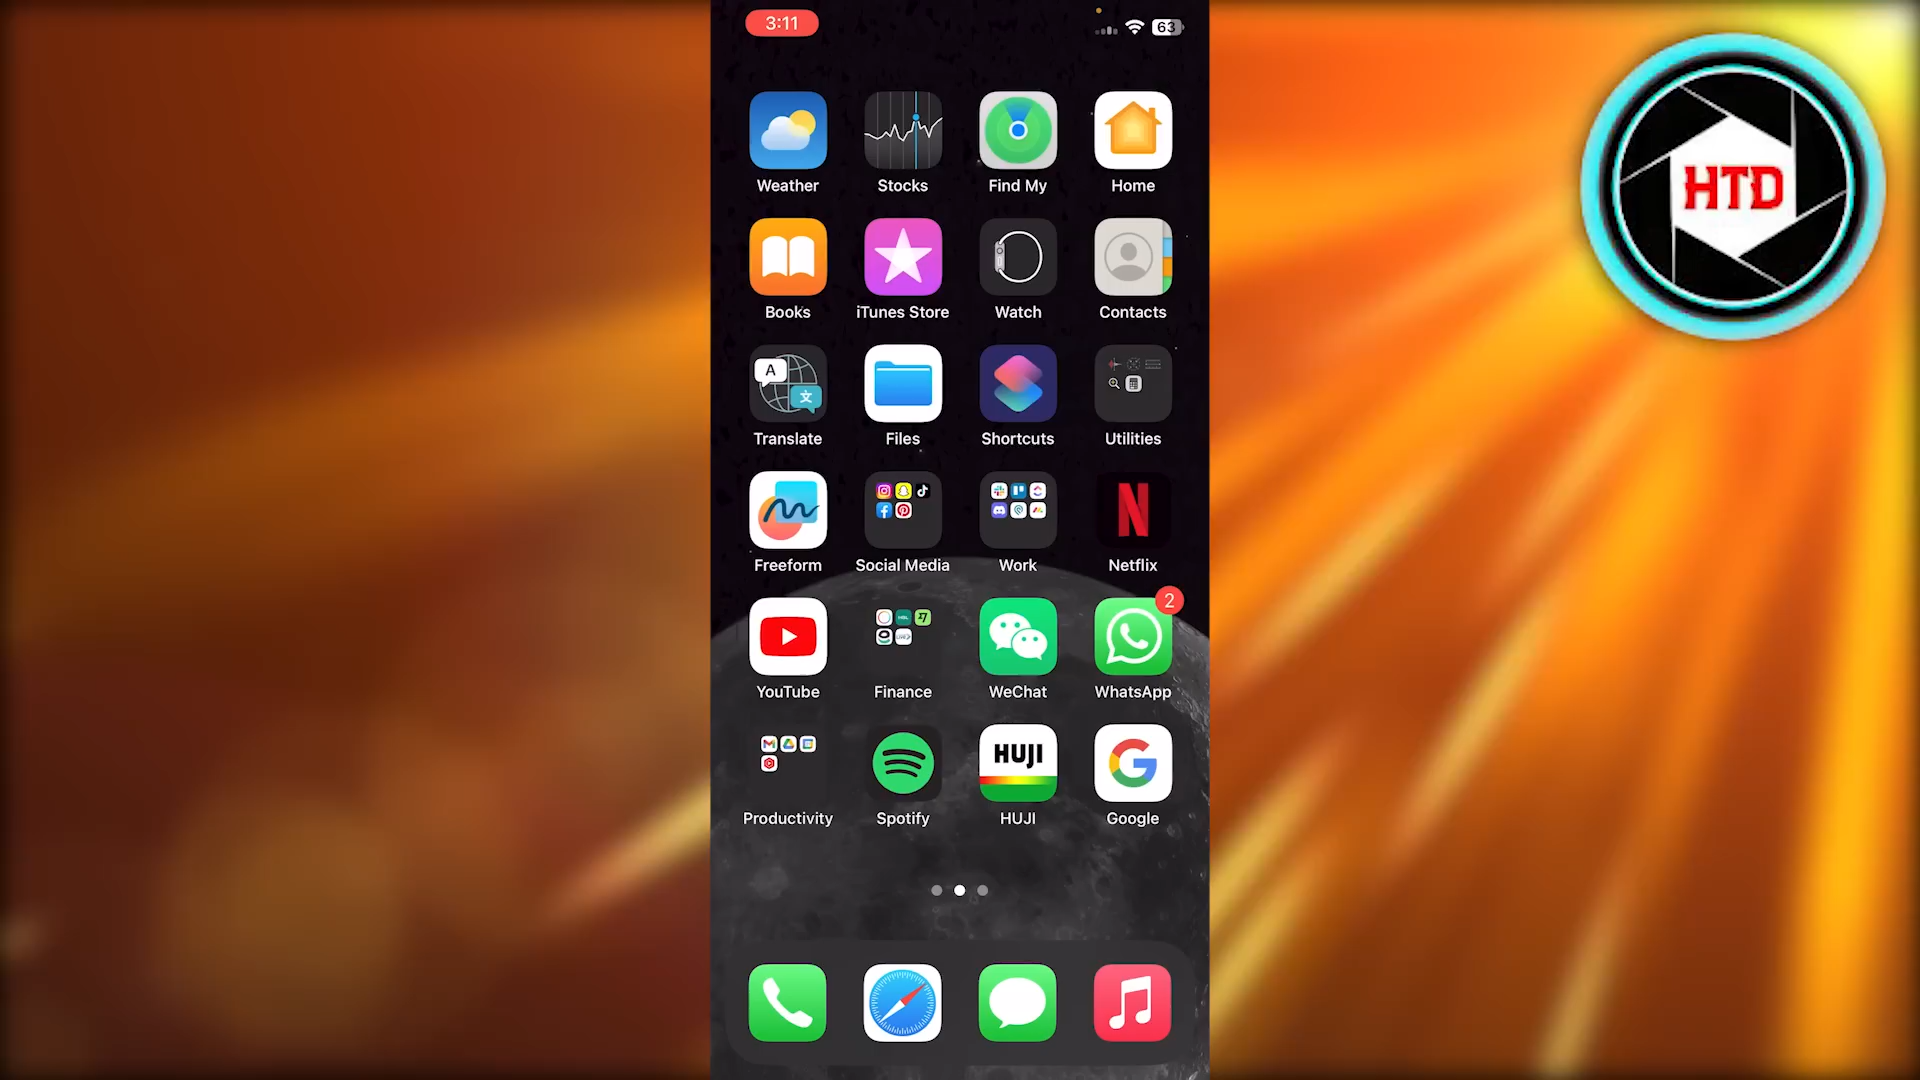 3:11
63
HTD
Weather
Stocks
Find My
Home
Books
iTunes Store
Watch
Contacts
A
文
Translate
Files
Shortcuts
Utilities
Freeform
Social Media
Work
N
Netflix
2
YouTube
Finance
WeChat
WhatsApp
HUJI
Productivity
Spotify
HUJI
Google